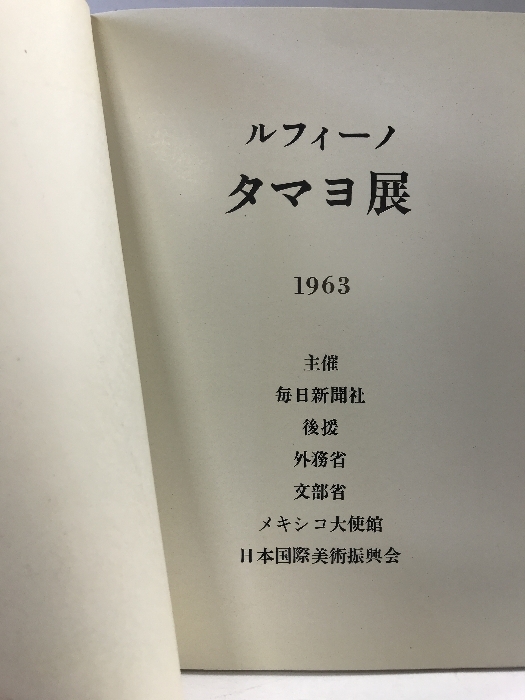 ルフィーノ
タマヨ展
1963
主催
毎日新聞社
後援
外務省
文部省
メキシコ大使館
日本国際美術振興会